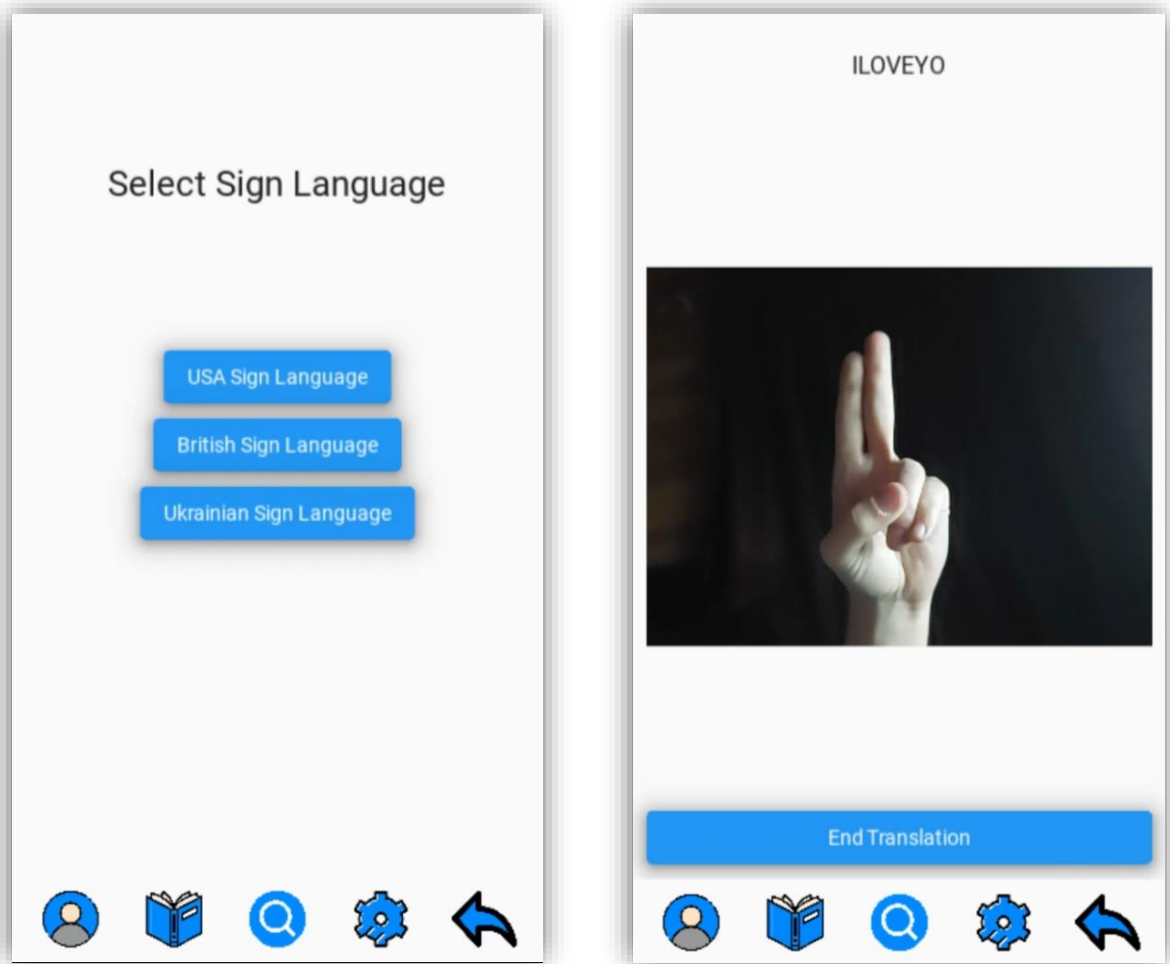 Select Sign Language
USA Sign Language
British Sign Language
Ukrainian Sign Language
ILOVEYO
End Translation